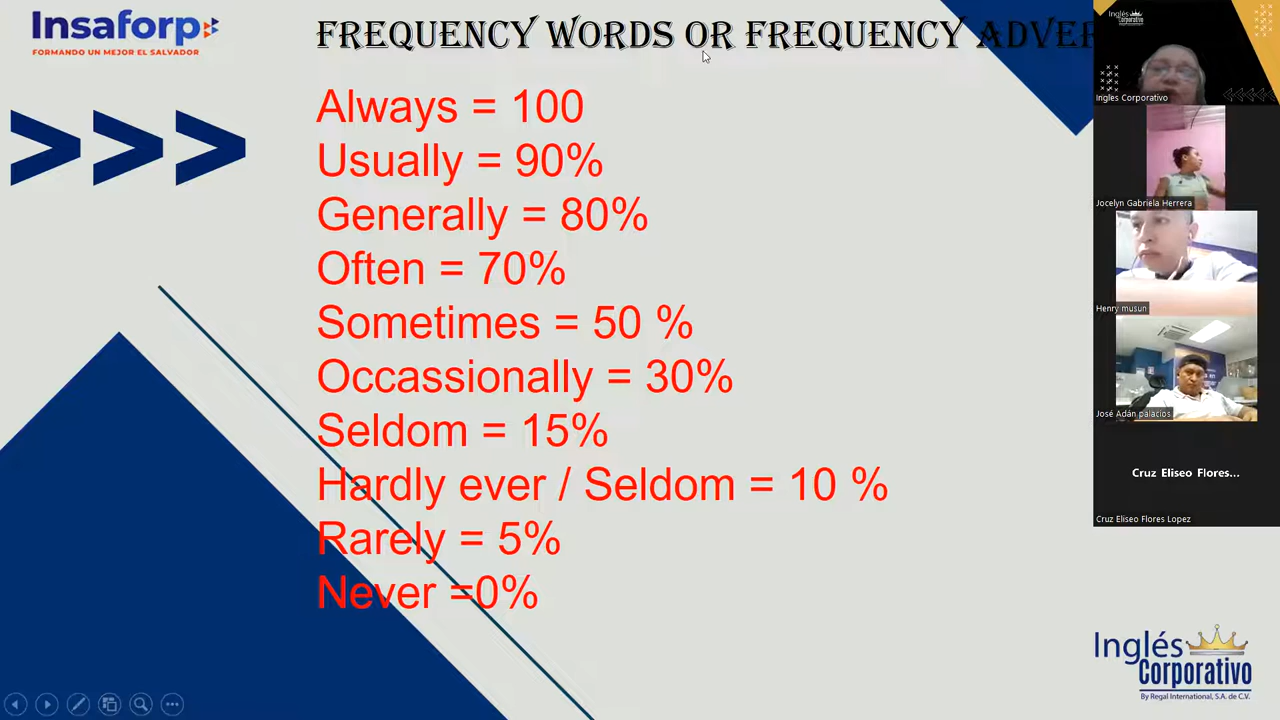 Insaforp
FORMANDO UN MEJOR EL SALVADOR
FREQUENCY WORDS OR FREQUENCY ADVER
Always = 100
Usually = 90%
Generally = 80%
Often = 70%
Sometimes = 50 %
Occassionally = 30%
Seldom = 15%
Hardly ever / Seldom = 10 %
Rarely = 5%
Never =0%
Inglés
Corporativo
Ingles Corporativo
Jocelyn Gabriela Herrera
Henry musun
José Adán palacios
Cruz Eliseo Flores...
Cruz Eliseo Flores Lopez
Inglés
Corporativo
By Regal International, S.A. de C.V.